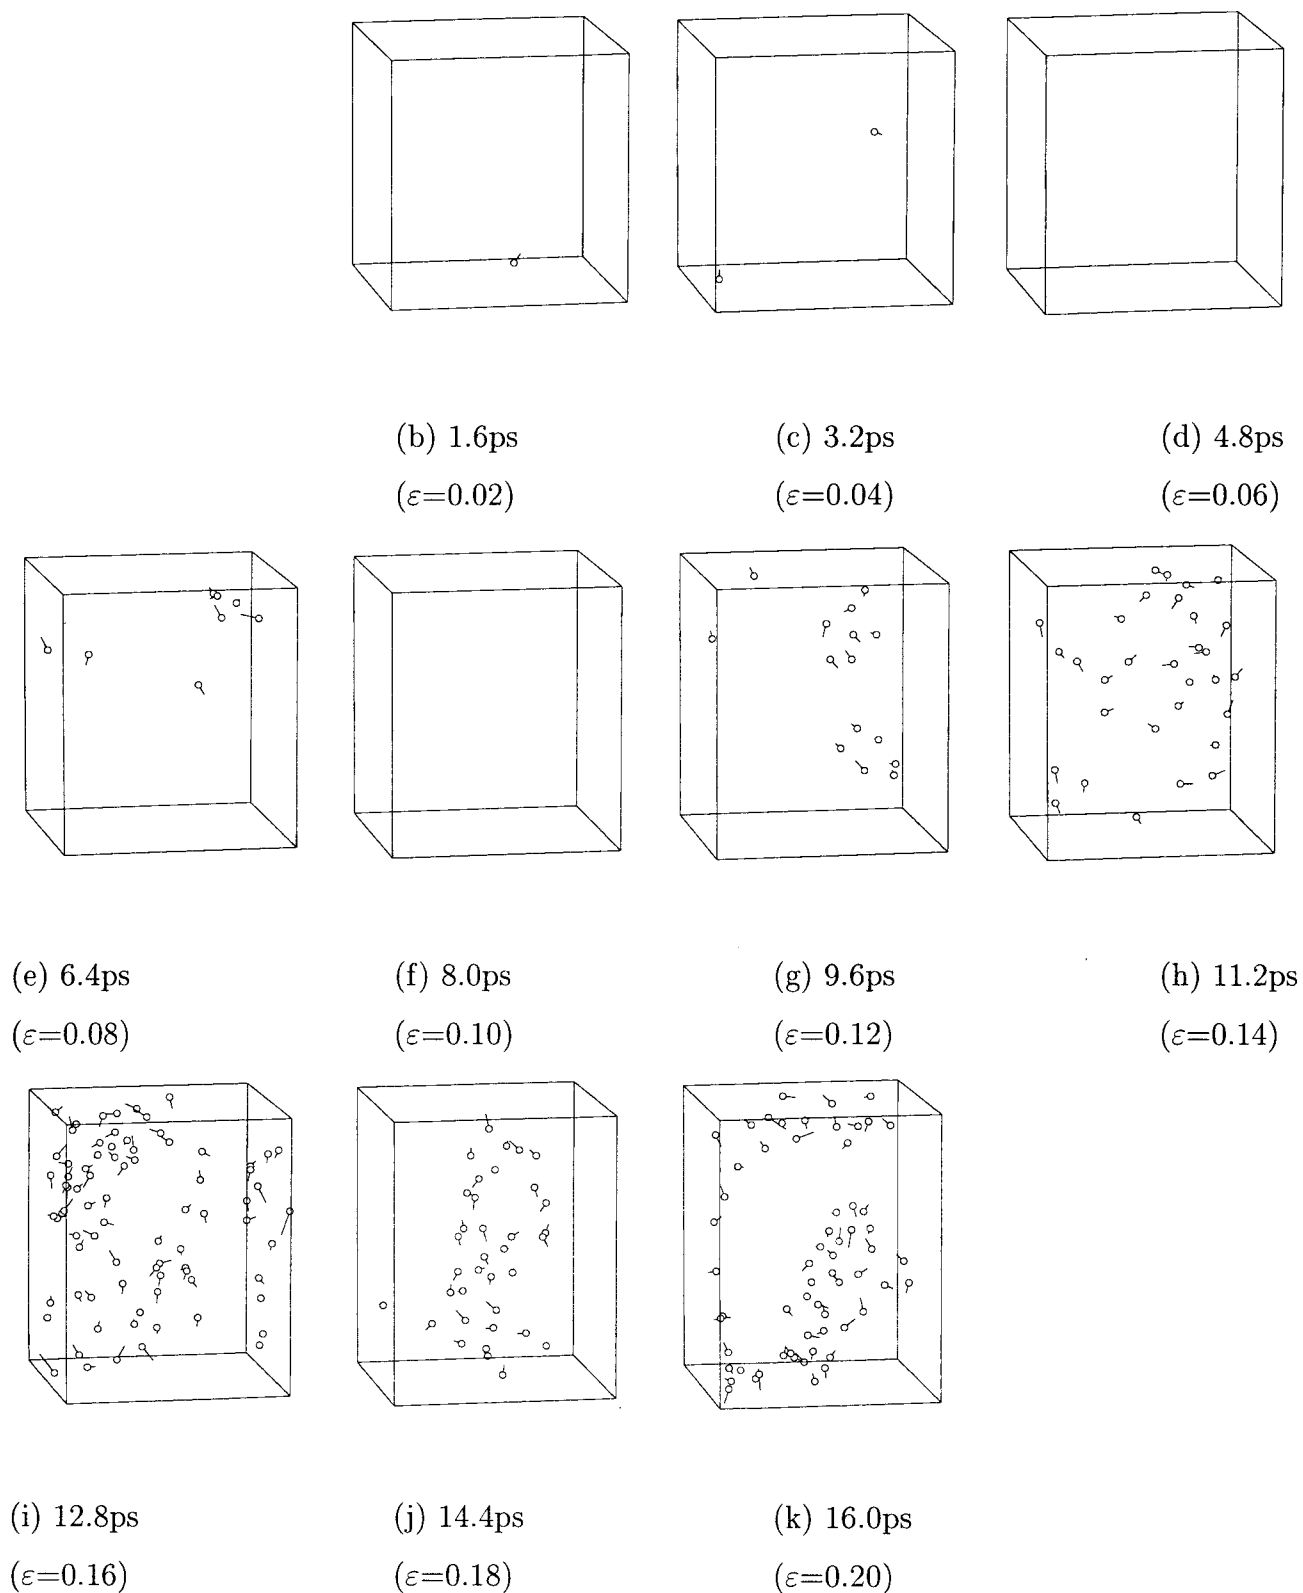 (b) 1.6ps (c) 3.2ps (d) 4.8ps
(ε=0.02) (ε=0.04) (ε=0.06)
(e) 6.4ps (f) 8.0ps (g) 9.6ps (h) 11.2ps
(ε=0.08) (ε=0.10) (ε=0.12) (ε=0.14)
(i) 12.8ps (j) 14.4ps (k) 16.0ps
(ε=0.16) (ε=0.18) (ε=0.20)